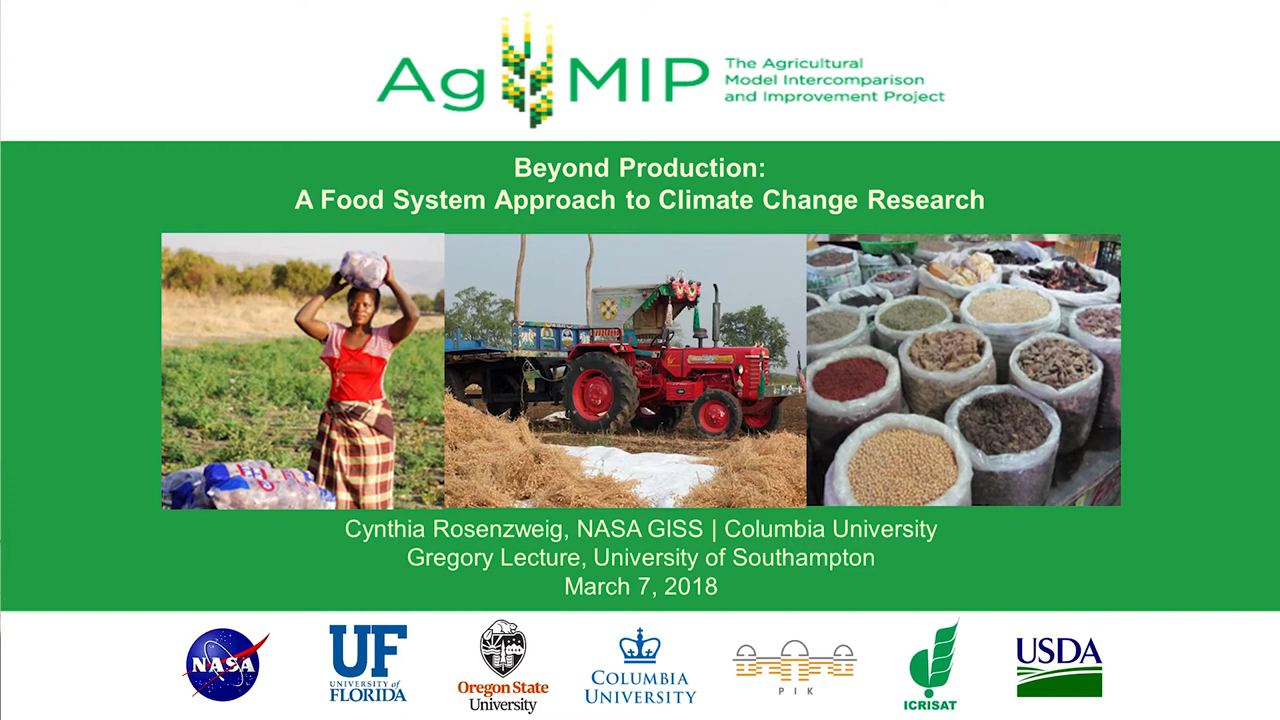 AgMIP
The Agricultural
Model Intercomparison
and Improvement Project
Beyond Production:
A Food System Approach to Climate Change Research
Cynthia Rosenzweig, NASA GISS | Columbia University
Gregory Lecture, University of Southampton
March 7, 2018
NASA
UF
UNIVERSITY of
FLORIDA
Oregon State
University
COLUMBIA
UNIVERSITY
PIK
ICRISAT
USDA